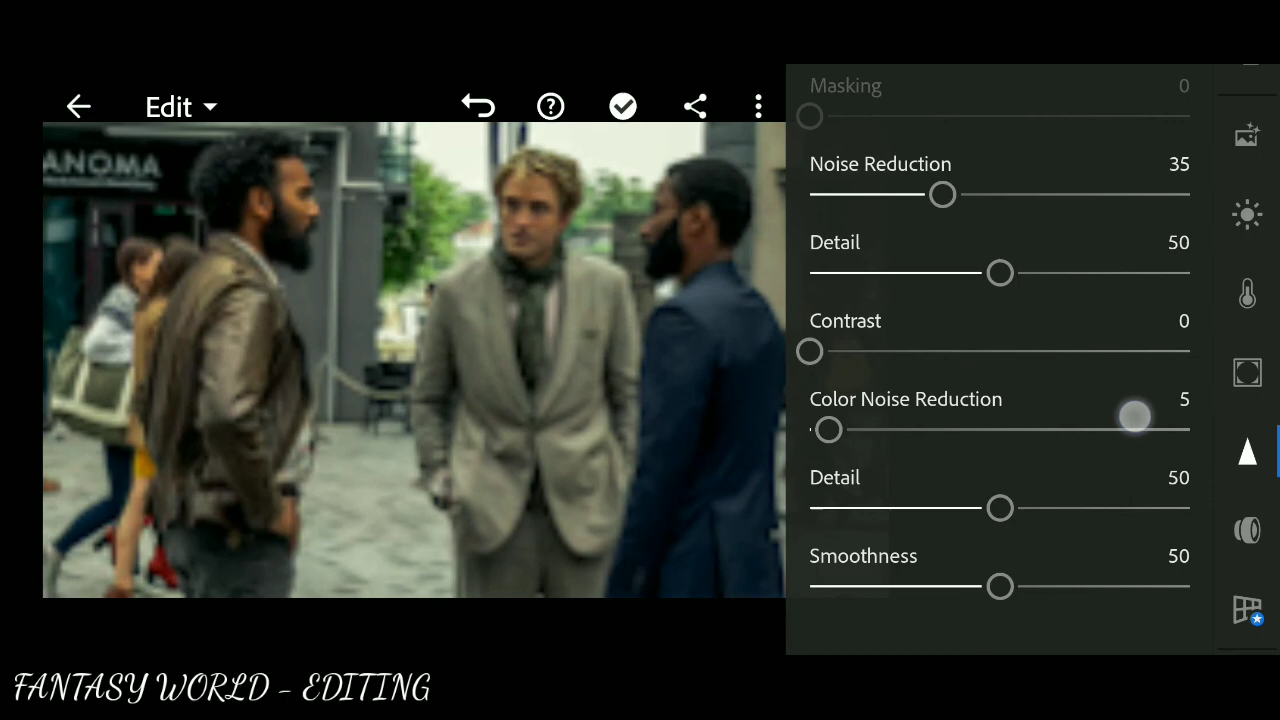 Edit
ANOMA
Masking 0
Noise Reduction 35
Detail 50
Contrast 0
Color Noise Reduction 5
Detail 50
Smoothness 50
FANTASY WORLD - EDITING